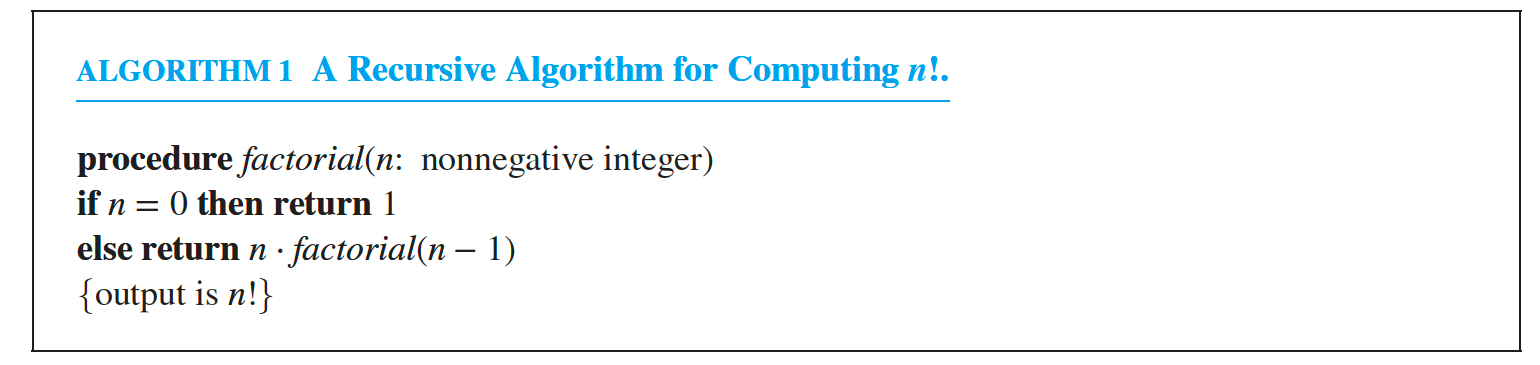 ALGORITHM 1 A Recursive Algorithm for Computing n!.
procedure factorial(n: nonnegative integer)
if n = 0 then return 1
else return n · factorial(n − 1)
{output is n!}